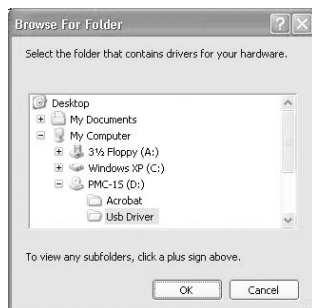 Browse For Folder
Select the folder that contains drivers for your hardware.
Desktop
My Documents
My Computer
3½ Floppy (A:)
Windows XP (C:)
PMC-15 (D:)
Acrobat
Usb Driver
To view any subfolders, click a plus sign above.
OK Cancel